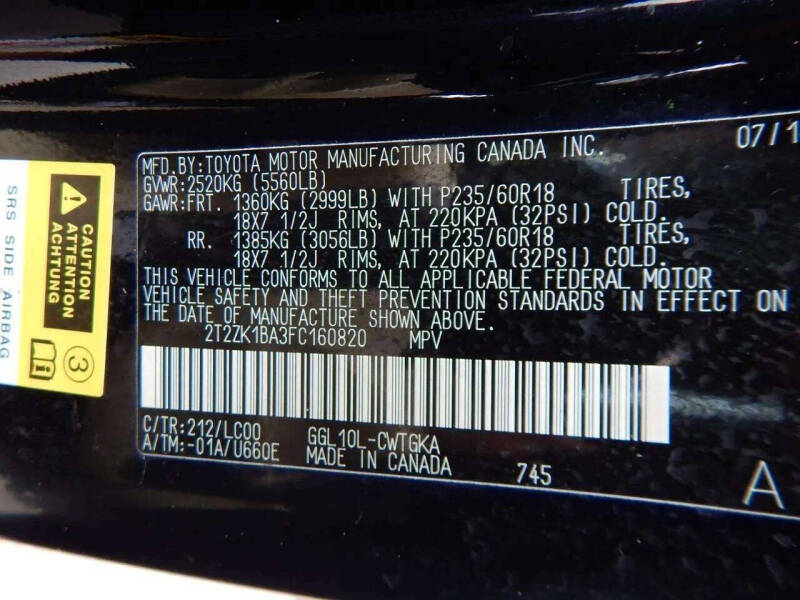 07/1
MFD.BY:TOYOTA MOTOR MANUFACTURING CANADA INC.
GVWR:2520KG (5560LB)
GAWR:FRT. 1360KG (2999LB) WITH P235/60R18 TIRES,
18X7 1/2J RIMS, AT 220KPA (32PSI) COLD.
RR. 1385KG (3056LB) WITH P235/60R18 TIRES,
18X7 1/2J RIMS, AT 220KPA (32PSI) COLD.
THIS VEHICLE CONFORMS TO ALL APPLICABLE FEDERAL MOTOR
VEHICLE SAFETY AND THEFT PREVENTION STANDARDS IN EFFECT ON
THE DATE OF MANUFACTURE SHOWN ABOVE.
2T2ZK1BA3FC160820 MPV
C/TR:212/LC00 GGL10L-CWTGKA
A/TM:-01A/U660E MADE IN CANADA 745 A
CAUTION
ATTENTION
ACHTUNG
3
SRS SIDE AIRBAG